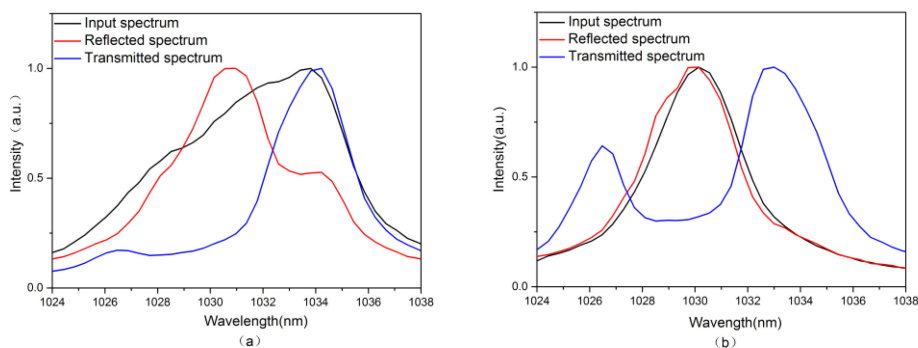 Input spectrum
Reflected spectrum
Transmitted spectrum
1.0
0.5
0.0
Intensity（a.u.）
1024 1026 1028 1030 1032 1034 1036 1038
Wavelength(nm)
（a）
Input spectrum
Reflected spectrum
Transmitted spectrum
1.0
0.5
0.0
Intensity(a.u.)
1024 1026 1028 1030 1032 1034 1036 1038
Wavelength(nm)
（b）